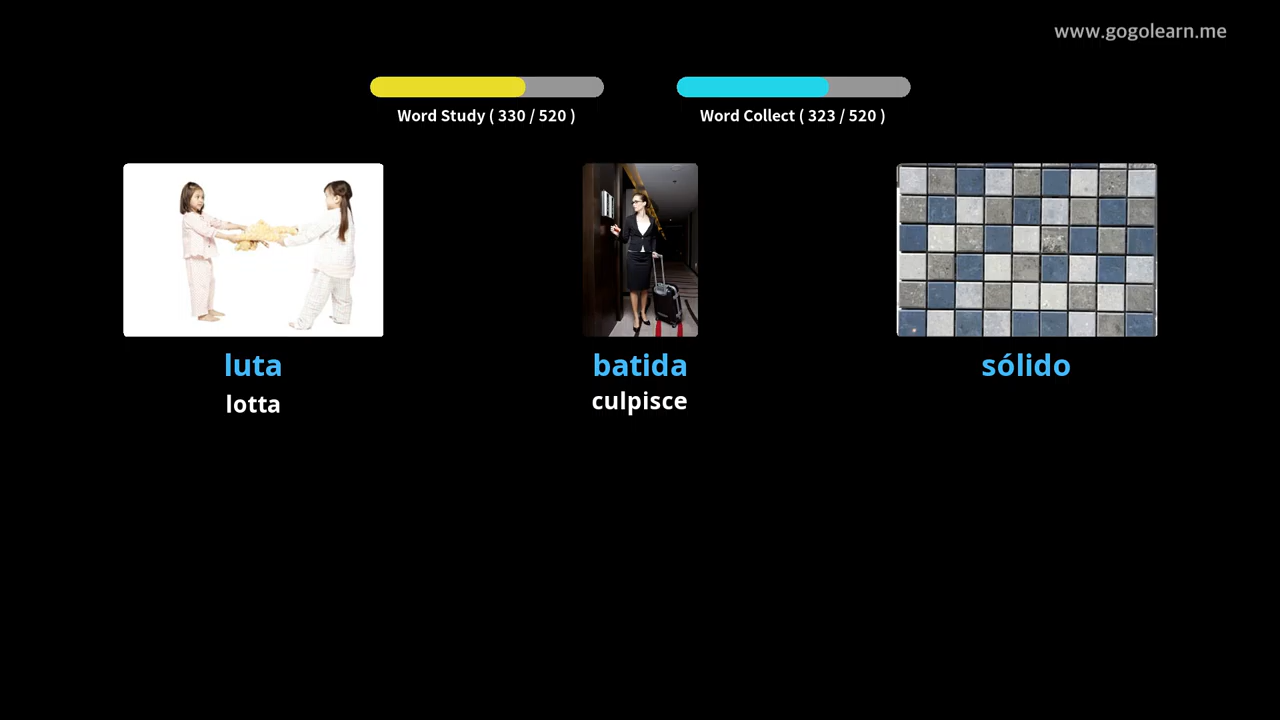 www.gogolearn.me
Word Study ( 330 / 520 )
Word Collect ( 323 / 520 )
luta
batida
sólido
lotta
culpisce